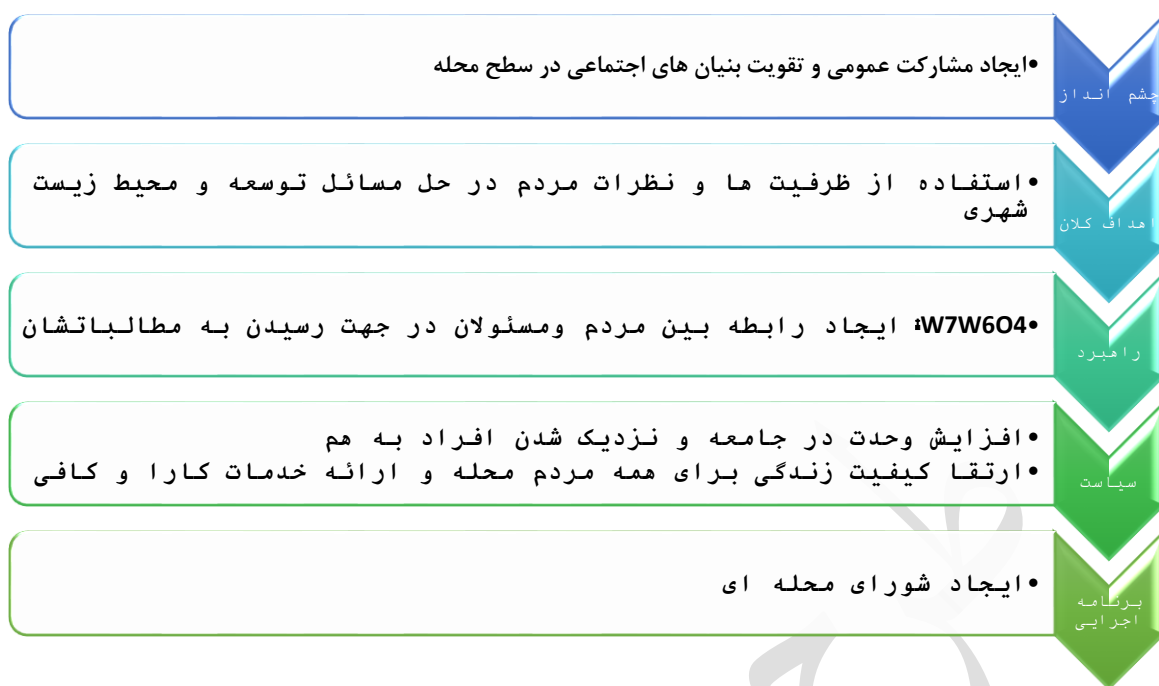 چشم انداز
•ایجاد مشارکت عمومی و تقویت بنیان های اجتماعی در سطح محله
اهداف کلان
•استفاده از ظرفیت ها و نظرات مردم در حل مسائل توسعه و محیط زیست
شهری
راهبرد
•W7W6O4: ایجاد رابطه بین مردم ومسئولان در جهت رسیدن به مطالباتشان
سیاست
•افزایش وحدت در جامعه و نزدیک شدن افراد به هم
•ارتقا کیفیت زندگی برای همه مردم محله و ارائه خدمات کارا و کافی
برنامه
اجرایی
•ایجاد شورای محله ای